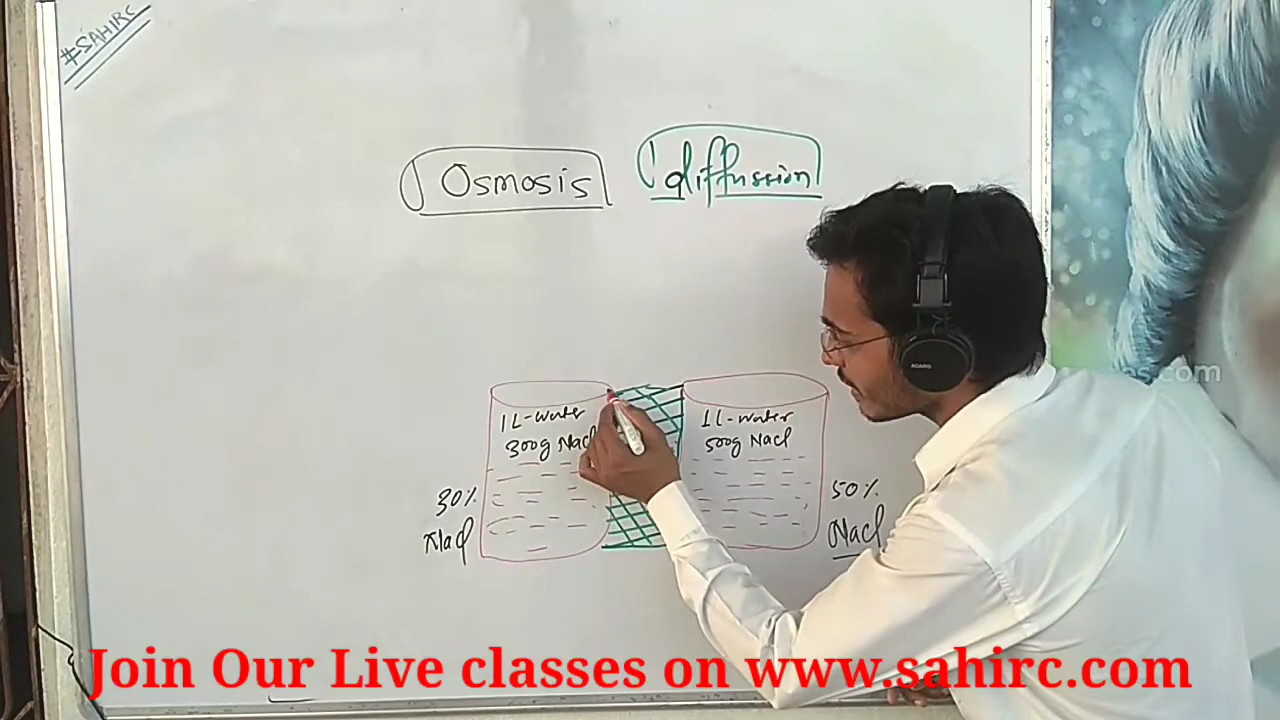 #SAHIRC
Osmosis
diffussion
1L-water
300g Nacl
1L-water
500g Nacl
30%
Nacl
50%
Nacl
AGARO
Join Our Live classes on www.sahirc.com